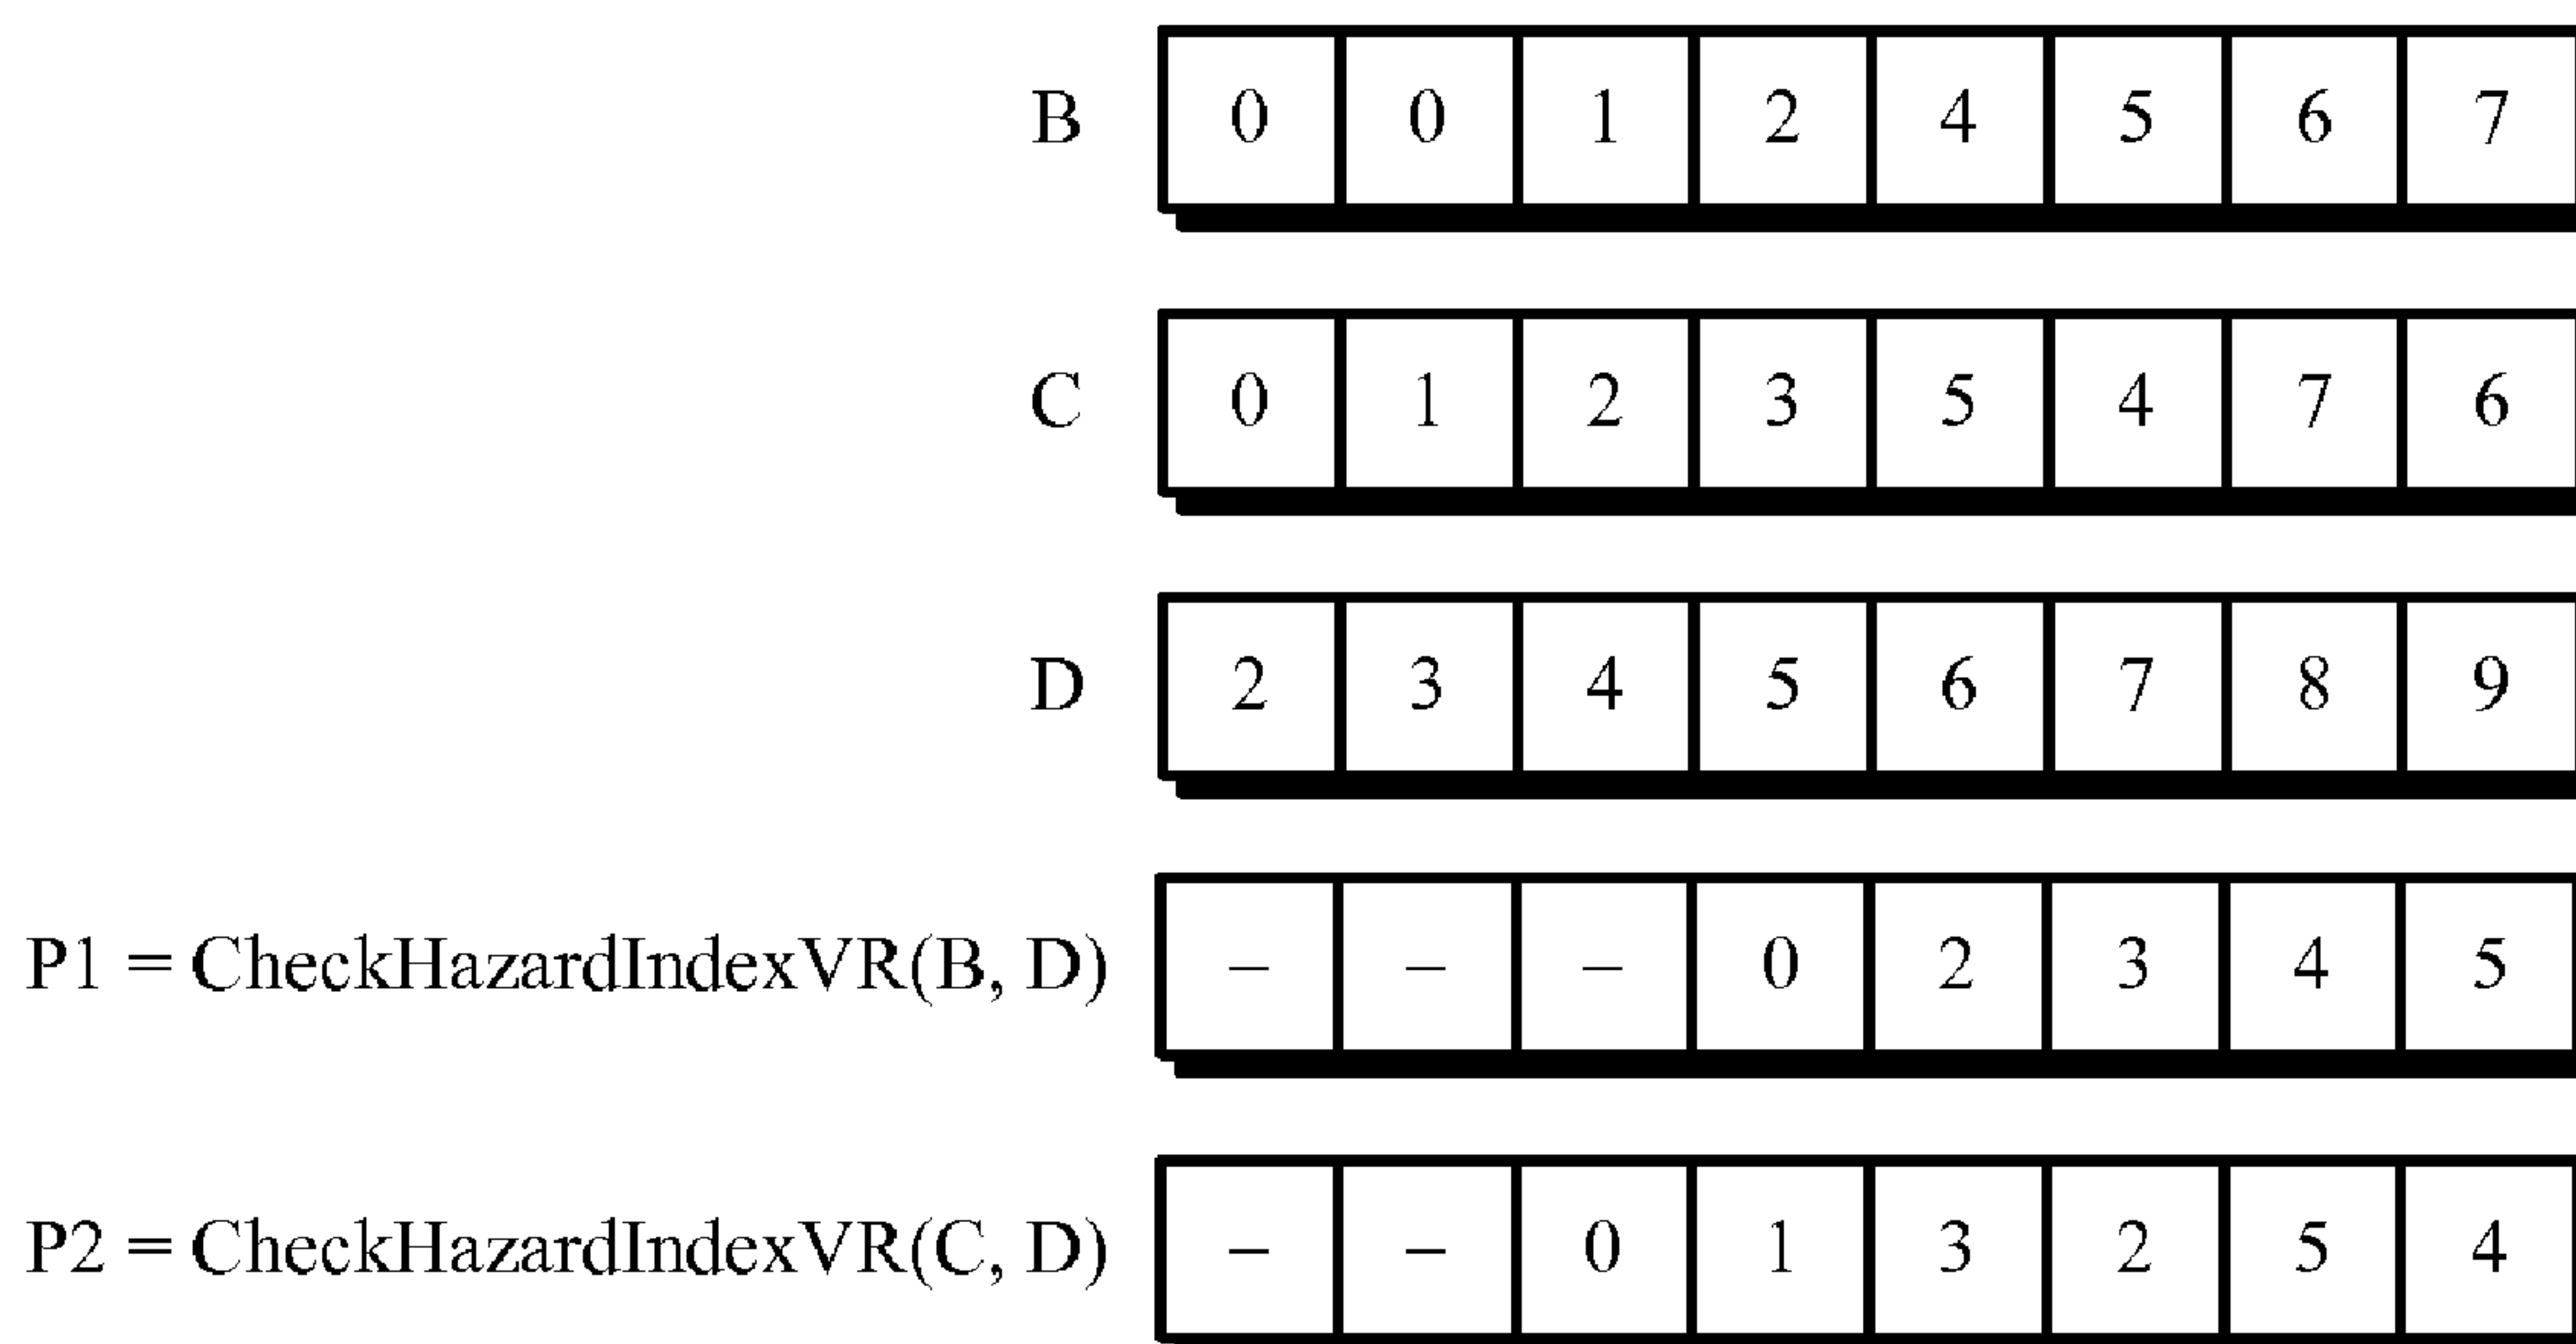 B 0 0 1 2 4 5 6 7
C 0 1 2 3 5 4 7 6
D 2 3 4 5 6 7 8 9
P1 = CheckHazardIndexVR(B, D) – – – 0 2 3 4 5
P2 = CheckHazardIndexVR(C, D) – – 0 1 3 2 5 4